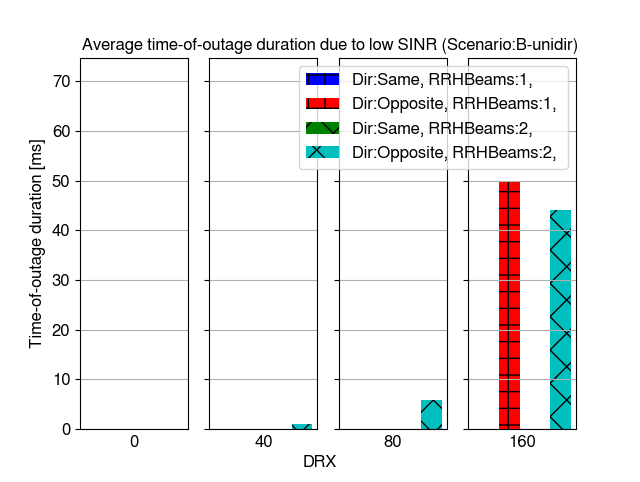 Average time-of-outage duration due to low SINR (Scenario:B-unidir)
Dir:Same, RRHBeams:1,
Dir:Opposite, RRHBeams:1,
Dir:Same, RRHBeams:2,
Dir:Opposite, RRHBeams:2,
Time-of-outage duration [ms]
70
60
50
40
30
20
10
0
0
40
80
160
DRX